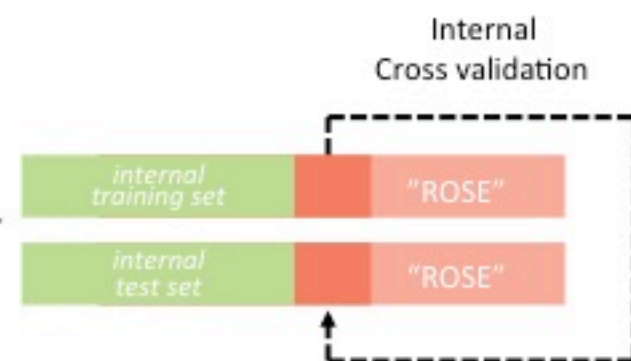 Internal
Cross validation
internal
training set
"ROSE"
internal
test set
"ROSE"